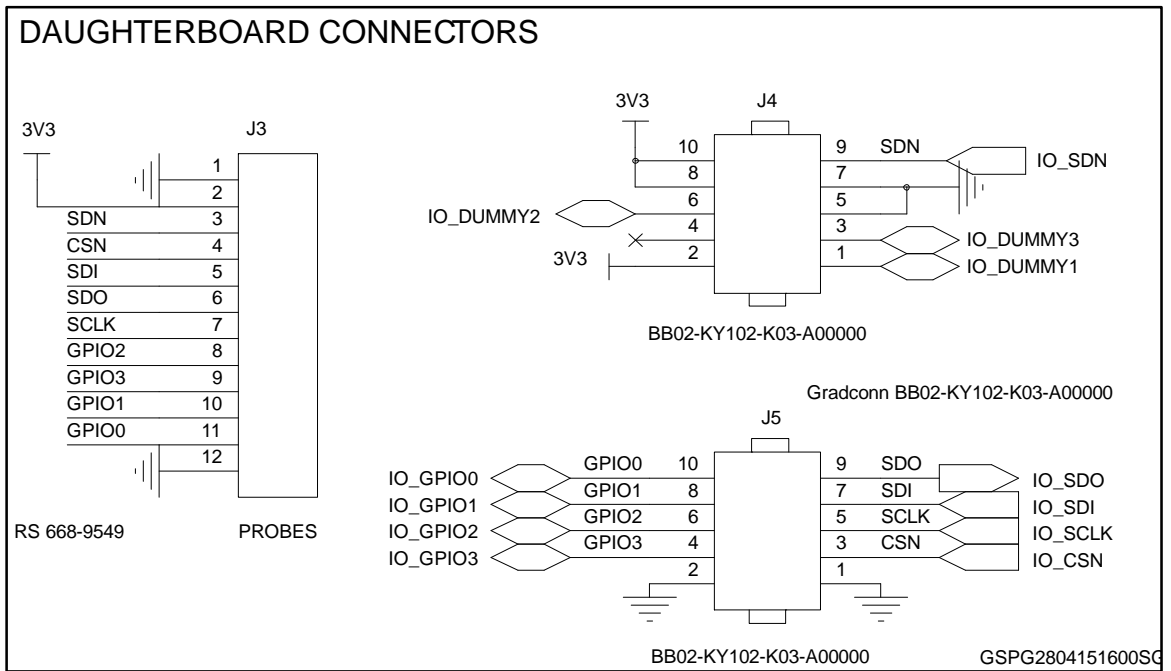 DAUGHTERBOARD CONNECTORS
3V3
J3
1
2
SDN 3
CSN 4
SDI 5
SDO 6
SCLK 7
GPIO2 8
GPIO3 9
GPIO1 10
GPIO0 11
12
RS 668-9549
PROBES
3V3
J4
10 9 SDN IO_SDN
8 7
IO_DUMMY2 6 5
4 3 IO_DUMMY3
3V3 2 1 IO_DUMMY1
BB02-KY102-K03-A00000
Gradconn BB02-KY102-K03-A00000
J5
IO_GPIO0 GPIO0 10 9 SDO IO_SDO
IO_GPIO1 GPIO1 8 7 SDI IO_SDI
IO_GPIO2 GPIO2 6 5 SCLK IO_SCLK
IO_GPIO3 GPIO3 4 3 CSN IO_CSN
2 1
BB02-KY102-K03-A00000
GSPG2804151600SG